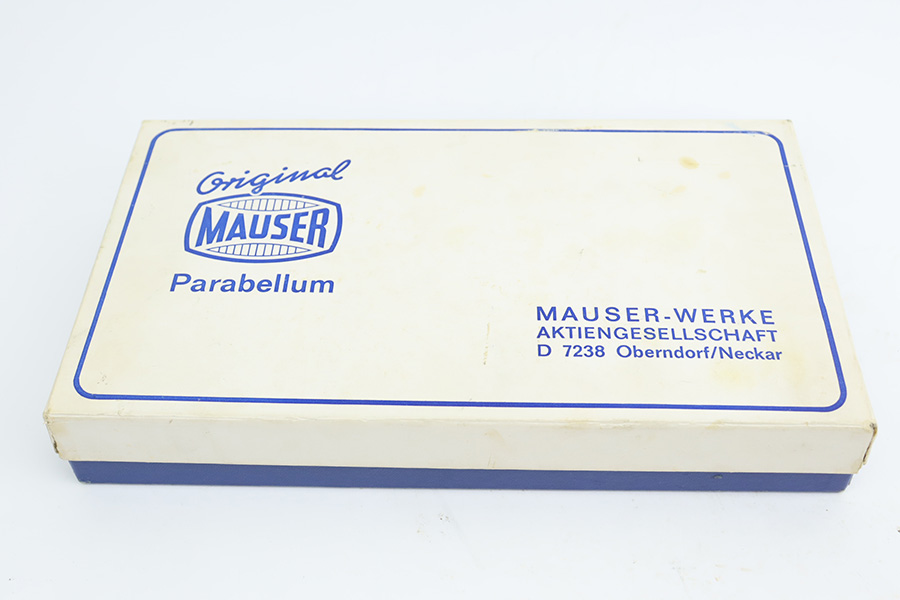 Original
MAUSER
Parabellum
MAUSER-WERKE
AKTIENGESELLSCHAFT
D 7238 Oberndorf/Neckar